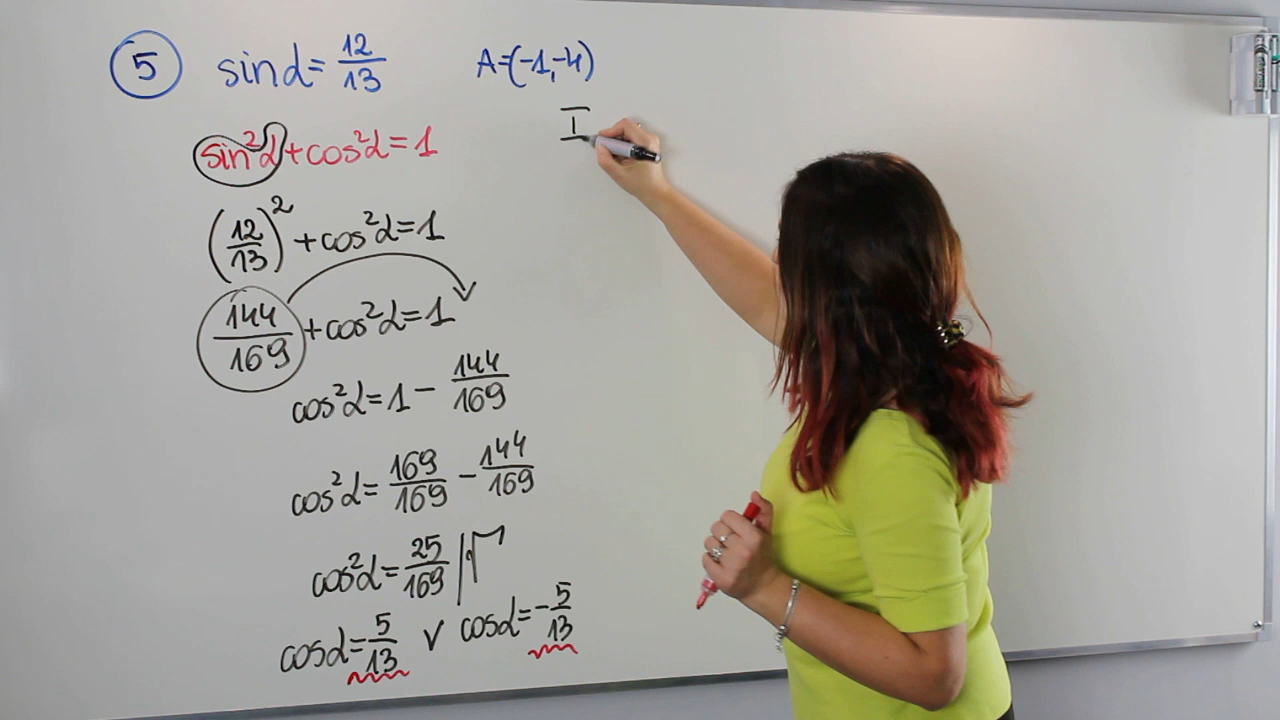 5 sinα = 12/13 A=(-1,-4)
I
sin²α+cos²α=1
(12/13)²+cos²α=1
144/169+cos²α=1
cos²α=1-144/169
cos²α=169/169-144/169
cos²α=25/169 |√
cosα=5/13 ∨ cosα=-5/13